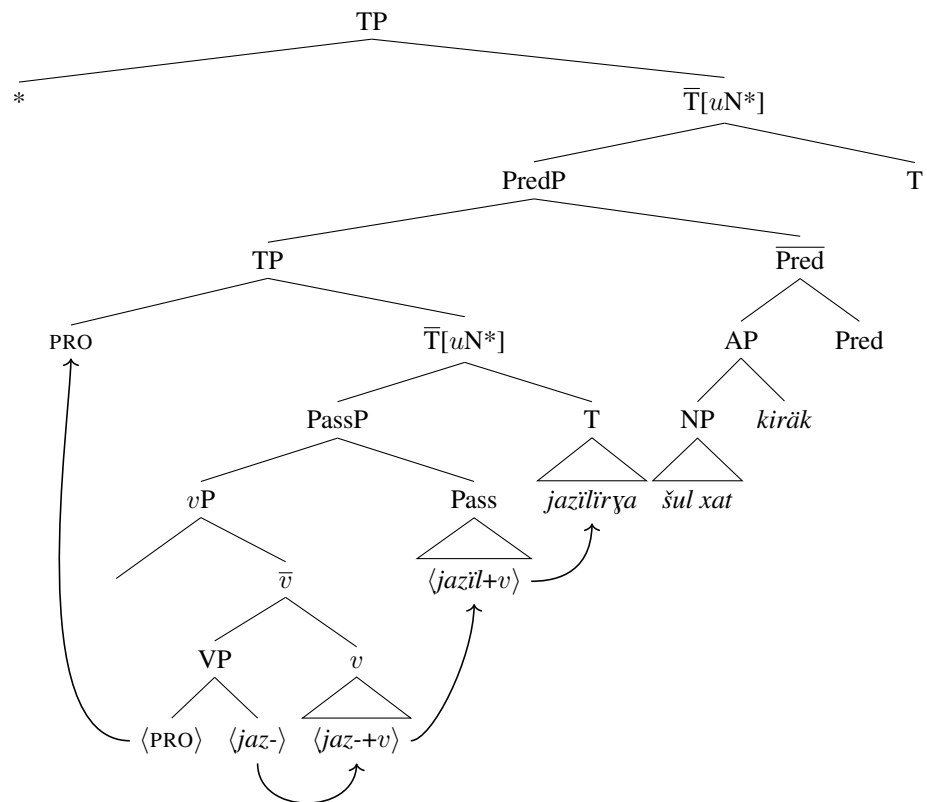 TP
* T̅[uN*]
PredP T
TP P̅r̅e̅d̅
PRO T̅[uN*] AP Pred
PassP T NP kiräk
vP Pass jazïlïrɣa šul xat
v̅ ⟨jazïl+v⟩
VP v
⟨PRO⟩ ⟨jaz-⟩ ⟨jaz-+v⟩